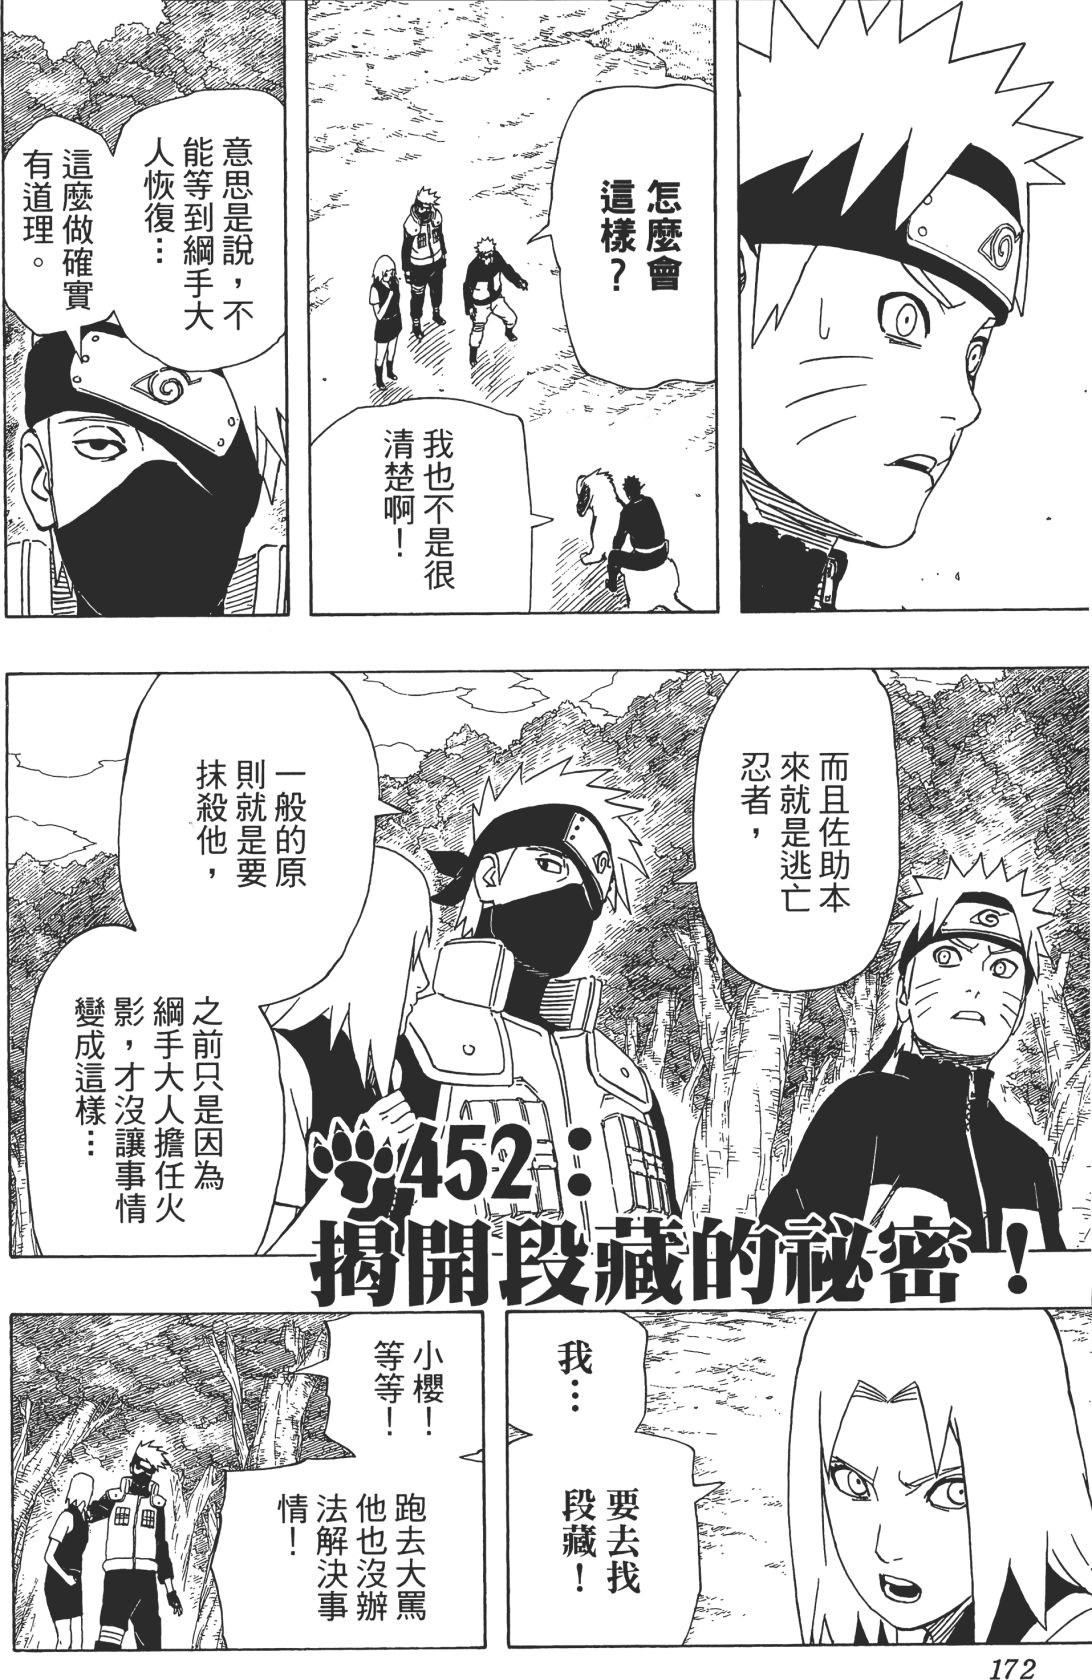 怎麼會
這樣？
我也不是很
清楚啊！
意思是說，不
能等到綱手大
人恢復…
這麼做確實
有道理。
而且佐助本
來就是逃亡
忍者，
一般的原
則就是要
抹殺他，
之前只是因為
綱手大人擔任火
影，才沒讓事情
變成這樣…
452：
揭開段藏的祕密！
我…
要去找
段藏！
小櫻！
等等！
跑去大罵
他也沒辦
法解決事
情！
172